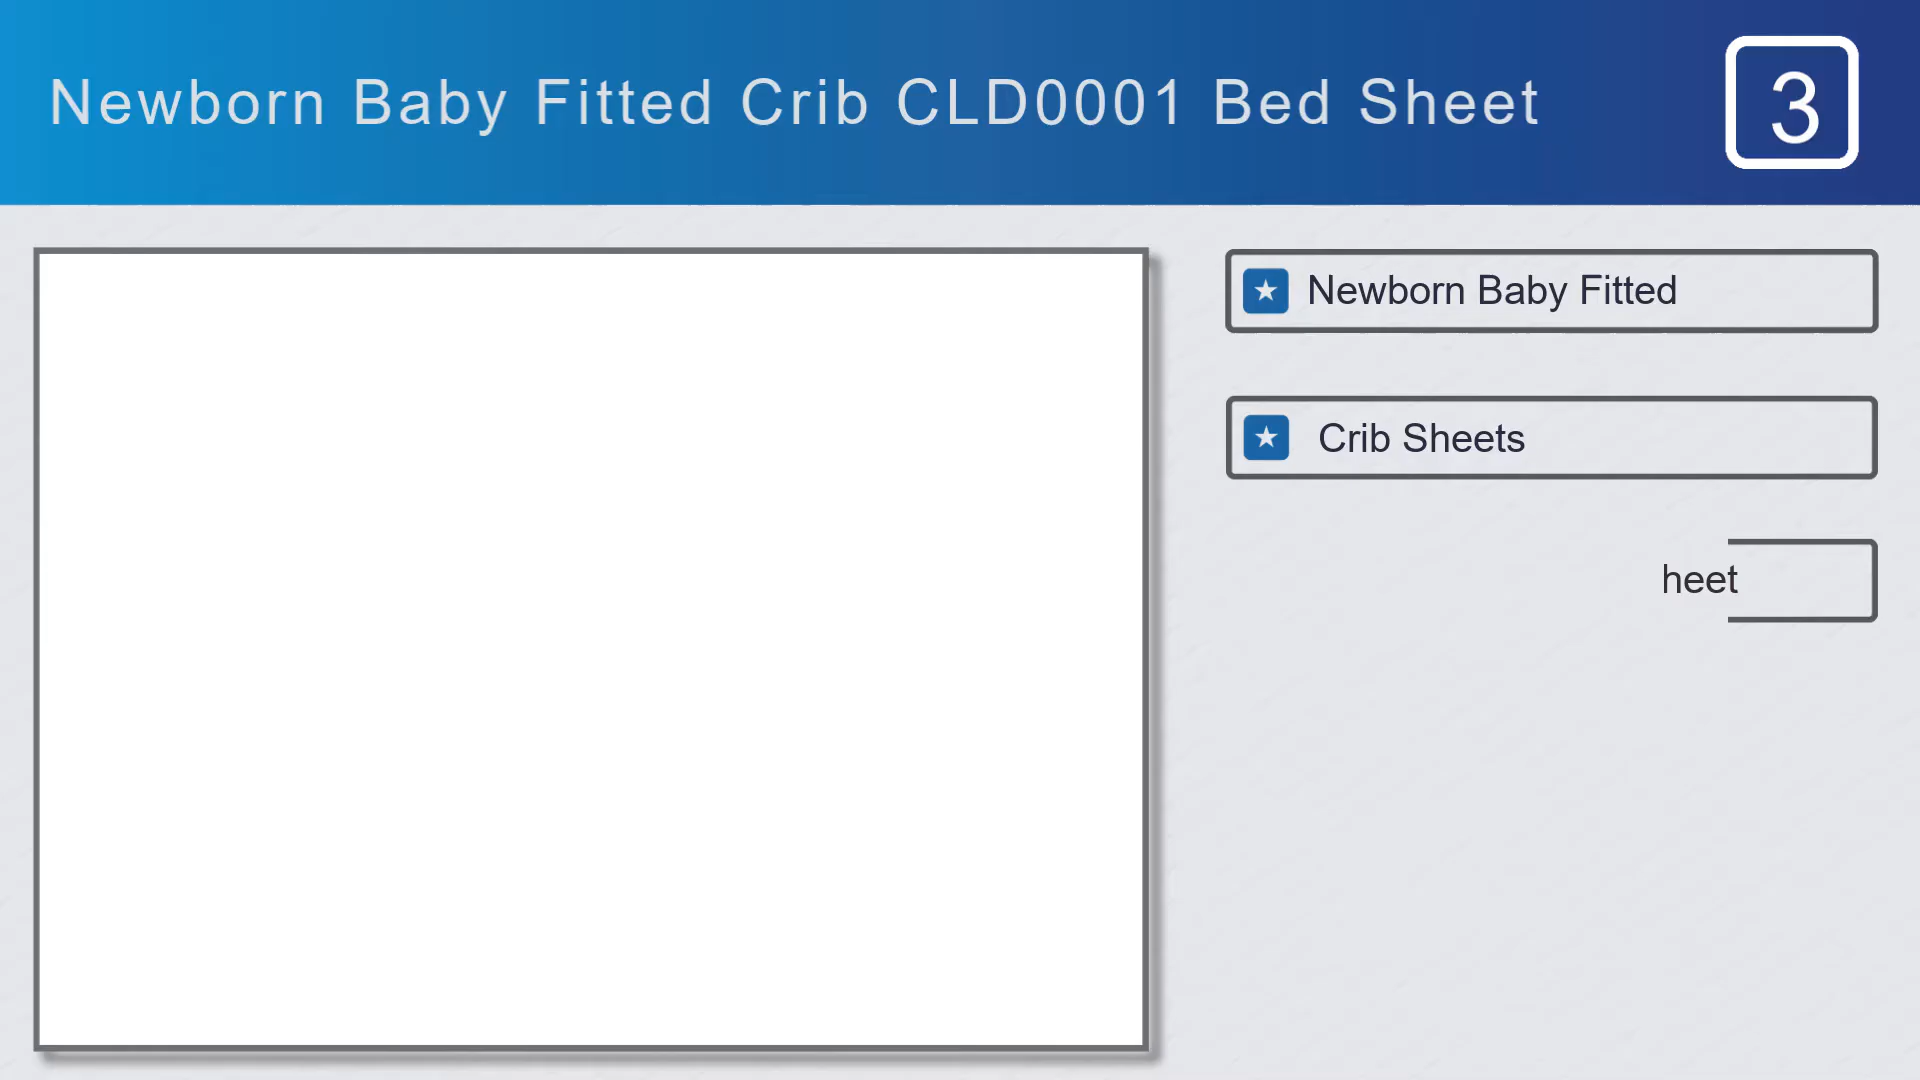 Newborn Baby Fitted Crib CLD0001 Bed Sheet
3
Newborn Baby Fitted
Crib Sheets
heet